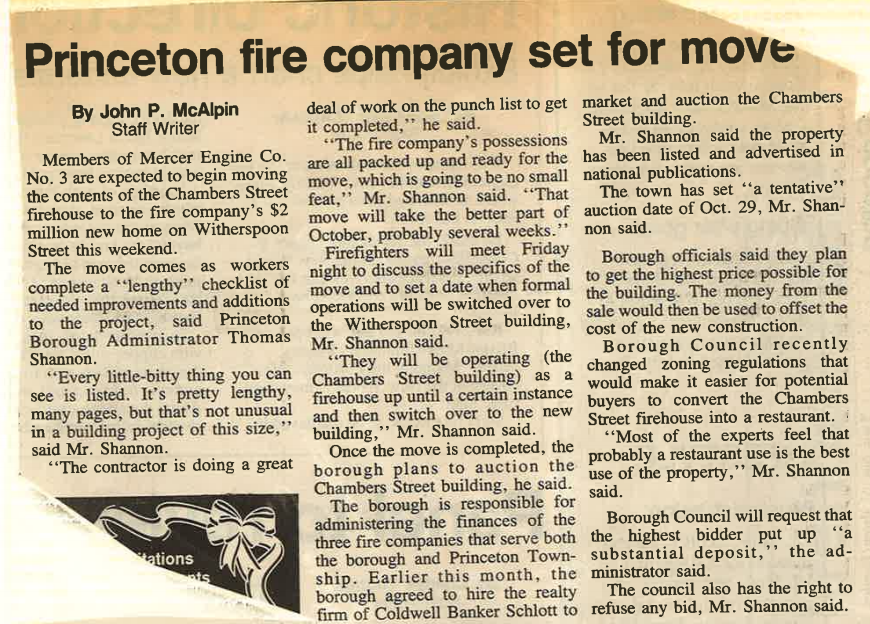 Princeton fire company set for move
By John P. McAlpin
Staff Writer
Members of Mercer Engine Co.
No. 3 are expected to begin moving
the contents of the Chambers Street
firehouse to the fire company's $2
million new home on Witherspoon
Street this weekend.
The move comes as workers
complete a ‘‘lengthy’’ checklist of
needed improvements and additions
to the project, said Princeton
Borough Administrator Thomas
Shannon.
‘‘Every little-bitty thing you can
see is listed. It's pretty lengthy,
many pages, but that's not unusual
in a building project of this size,’’
said Mr. Shannon.
‘‘The contractor is doing a great
deal of work on the punch list to get
it completed,’’ he said.
‘‘The fire company's possessions
are all packed up and ready for the
move, which is going to be no small
feat,’’ Mr. Shannon said. ‘‘That
move will take the better part of
October, probably several weeks.’’
Firefighters will meet Friday
night to discuss the specifics of the
move and to set a date when formal
operations will be switched over to
the Witherspoon Street building,
Mr. Shannon said.
‘‘They will be operating (the
Chambers Street building) as a
firehouse up until a certain instance
and then switch over to the new
building,’’ Mr. Shannon said.
Once the move is completed, the
borough plans to auction the
Chambers Street building, he said.
The borough is responsible for
administering the finances of the
three fire companies that serve both
the borough and Princeton Town-
ship. Earlier this month, the
borough agreed to hire the realty
firm of Coldwell Banker Schlott to
market and auction the Chambers
Street building.
Mr. Shannon said the property
has been listed and advertised in
national publications.
The town has set ‘‘a tentative’’
auction date of Oct. 29, Mr. Shan-
non said.
Borough officials said they plan
to get the highest price possible for
the building. The money from the
sale would then be used to offset the
cost of the new construction.
Borough Council recently
changed zoning regulations that
would make it easier for potential
buyers to convert the Chambers
Street firehouse into a restaurant.
‘‘Most of the experts feel that
probably a restaurant use is the best
use of the property,’’ Mr. Shannon
said.
Borough Council will request that
the highest bidder put up ‘‘a
substantial deposit,’’ the ad-
ministrator said.
The council also has the right to
refuse any bid, Mr. Shannon said.